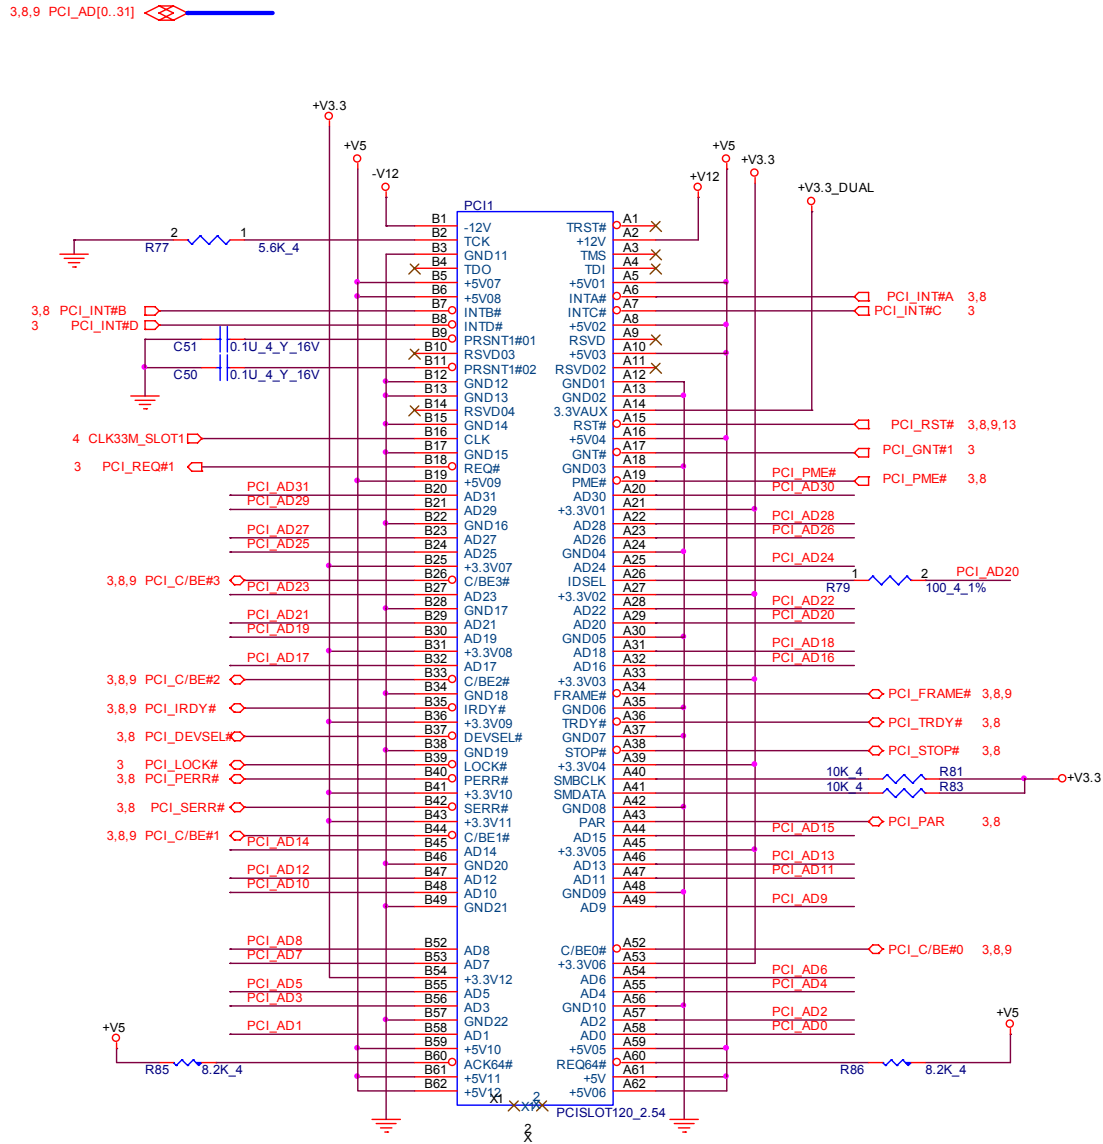 3,8,9 PCI_AD[0..31]
+V3.3
+V5
-V12
+V5
+V3.3
+V12
+V3.3_DUAL
PCI1
R77 2 1 5.6K_4
3,8 PCI_INT#B
3 PCI_INT#D
C51 0.1U_4_Y_16V
C50 0.1U_4_Y_16V
4 CLK33M_SLOT1
3 PCI_REQ#1
PCI_AD31
PCI_AD29
PCI_AD27
PCI_AD25
3,8,9 PCI_C/BE#3
PCI_AD23
PCI_AD21
PCI_AD19
PCI_AD17
3,8,9 PCI_C/BE#2
3,8,9 PCI_IRDY#
3,8 PCI_DEVSEL#
3 PCI_LOCK#
3,8 PCI_PERR#
3,8 PCI_SERR#
3,8,9 PCI_C/BE#1
PCI_AD14
PCI_AD12
PCI_AD10
PCI_AD8
PCI_AD7
PCI_AD5
PCI_AD3
PCI_AD1
+V5
R85 8.2K_4
B1 -12V
B2 TCK
B3 GND11
B4 TDO
B5 +5V07
B6 +5V08
B7 INTB#
B8 INTD#
B9 PRSNT1#01
B10 RSVD03
B11 PRSNT1#02
B12 GND12
B13 GND13
B14 RSVD04
B15 GND14
B16 CLK
B17 GND15
B18 REQ#
B19 +5V09
B20 AD31
B21 AD29
B22 GND16
B23 AD27
B24 AD25
B25 +3.3V07
B26 C/BE3#
B27 AD23
B28 GND17
B29 AD21
B30 AD19
B31 +3.3V08
B32 AD17
B33 C/BE2#
B34 GND18
B35 IRDY#
B36 +3.3V09
B37 DEVSEL#
B38 GND19
B39 LOCK#
B40 PERR#
B41 +3.3V10
B42 SERR#
B43 +3.3V11
B44 C/BE1#
B45 AD14
B46 GND20
B47 AD12
B48 AD10
B49 GND21
B52 AD8
B53 AD7
B54 +3.3V12
B55 AD5
B56 AD3
B57 GND22
B58 AD1
B59 +5V10
B60 ACK64#
B61 +5V11
B62 +5V12
TRST# A1
+12V A2
TMS A3
TDI A4
+5V01 A5
INTA# A6
INTC# A7
+5V02 A8
RSVD A9
+5V03 A10
RSVD02 A11
GND01 A12
GND02 A13
3.3VAUX A14
RST# A15
+5V04 A16
GNT# A17
GND03 A18
PME# A19
AD30 A20
+3.3V01 A21
AD28 A22
AD26 A23
GND04 A24
AD24 A25
IDSEL A26
+3.3V02 A27
AD22 A28
AD20 A29
GND05 A30
AD18 A31
AD16 A32
+3.3V03 A33
FRAME# A34
GND06 A35
TRDY# A36
GND07 A37
STOP# A38
+3.3V04 A39
SMBCLK A40
SMDATA A41
GND08 A42
PAR A43
AD15 A44
+3.3V05 A45
AD13 A46
AD11 A47
GND09 A48
AD9 A49
C/BE0# A52
+3.3V06 A53
AD6 A54
AD4 A55
GND10 A56
AD2 A57
AD0 A58
+5V05 A59
REQ64# A60
+5V A61
+5V06 A62
PCI_INT#A 3,8
PCI_INT#C 3
PCI_RST# 3,8,9,13
PCI_GNT#1 3
PCI_PME# PCI_PME# 3,8
PCI_AD30
PCI_AD28
PCI_AD26
PCI_AD24
R79 1 2 100_4_1% PCI_AD20
PCI_AD22
PCI_AD20
PCI_AD18
PCI_AD16
PCI_FRAME# 3,8,9
PCI_TRDY# 3,8
PCI_STOP# 3,8
10K_4 R81 +V3.3
10K_4 R83
PCI_PAR 3,8
PCI_AD15
PCI_AD13
PCI_AD11
PCI_AD9
PCI_C/BE#0 3,8,9
PCI_AD6
PCI_AD4
PCI_AD2
PCI_AD0
+V5
R86 8.2K_4
X1 2
PCISLOT120_2.54
2
X